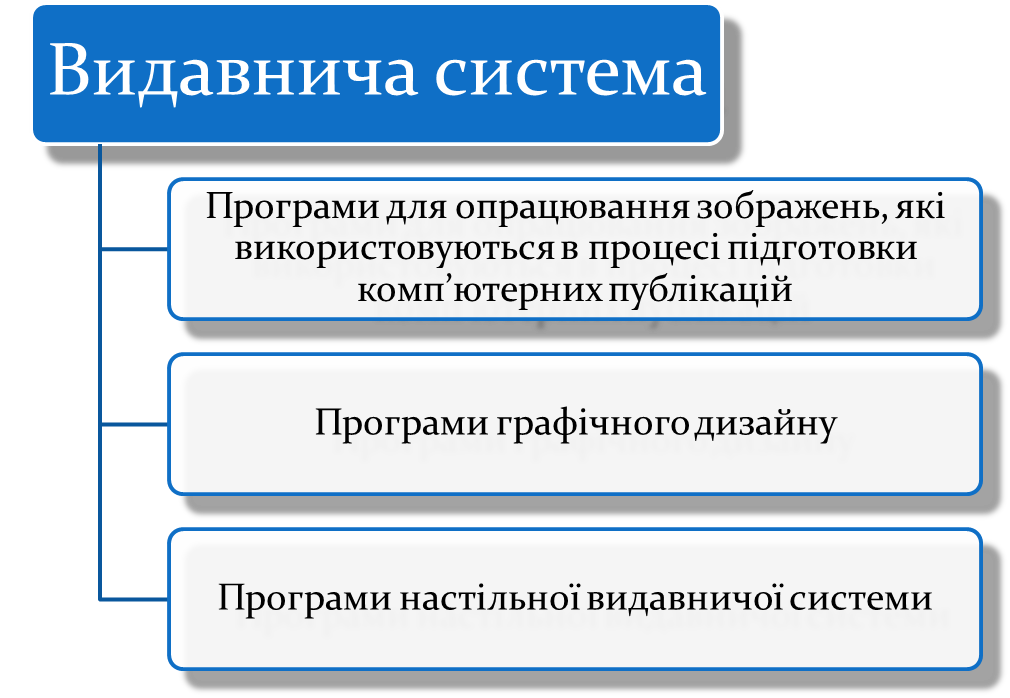 Видавнича система
Програми для опрацювання зображень, які
використовуються в процесі підготовки
комп’ютерних публікацій
Програми графічного дизайну
Програми настільної видавничої системи